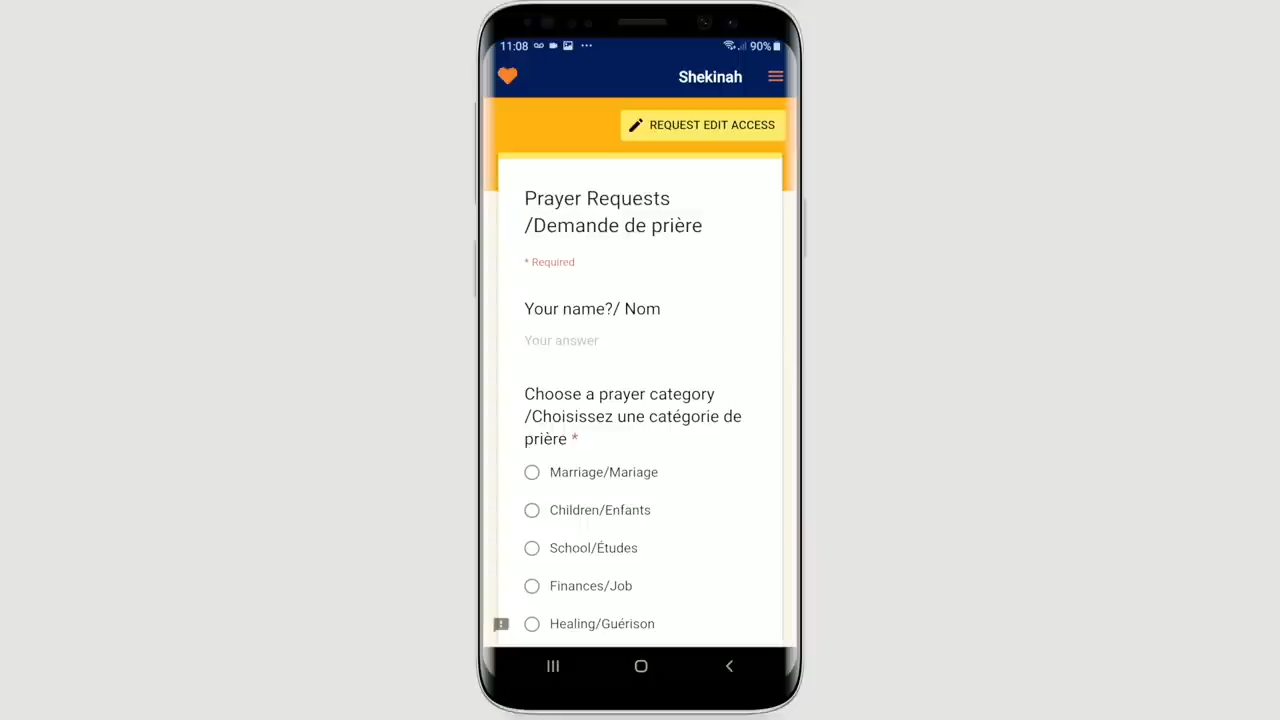 11:08
90%
Shekinah
REQUEST EDIT ACCESS
Prayer Requests
/Demande de prière
* Required
Your name?/ Nom
Your answer
Choose a prayer category
/Choisissez une catégorie de
prière *
Marriage/Mariage
Children/Enfants
School/Études
Finances/Job
Healing/Guérison